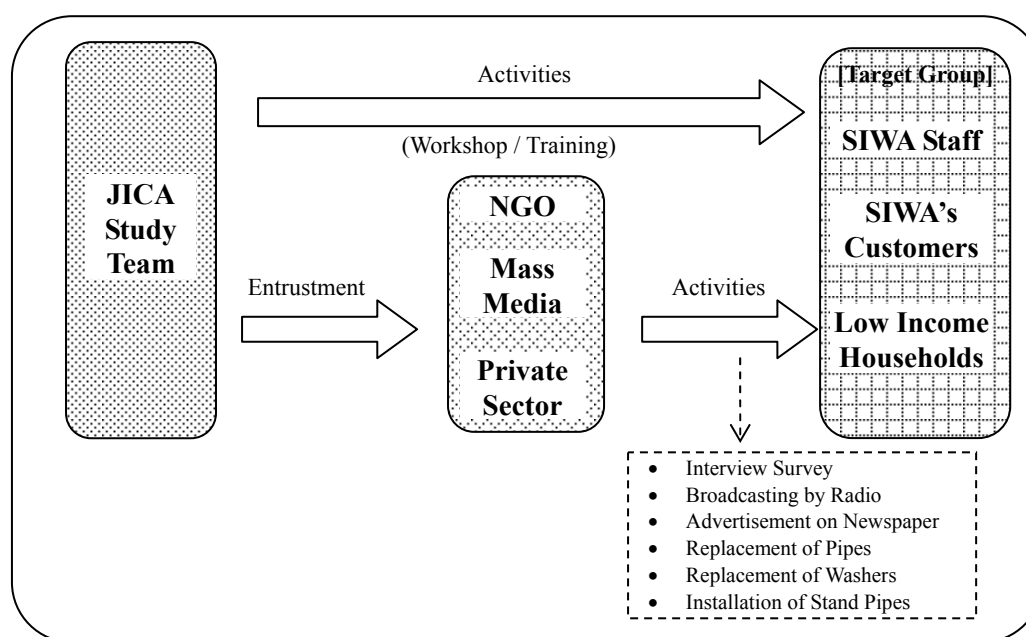 JICA
Study
Team
Activities
(Workshop / Training)
Entrustment
NGO
Mass
Media
Private
Sector
Activities
[Target Group]
SIWA Staff
SIWA's
Customers
Low Income
Households
• Interview Survey
• Broadcasting by Radio
• Advertisement on Newspaper
• Replacement of Pipes
• Replacement of Washers
• Installation of Stand Pipes